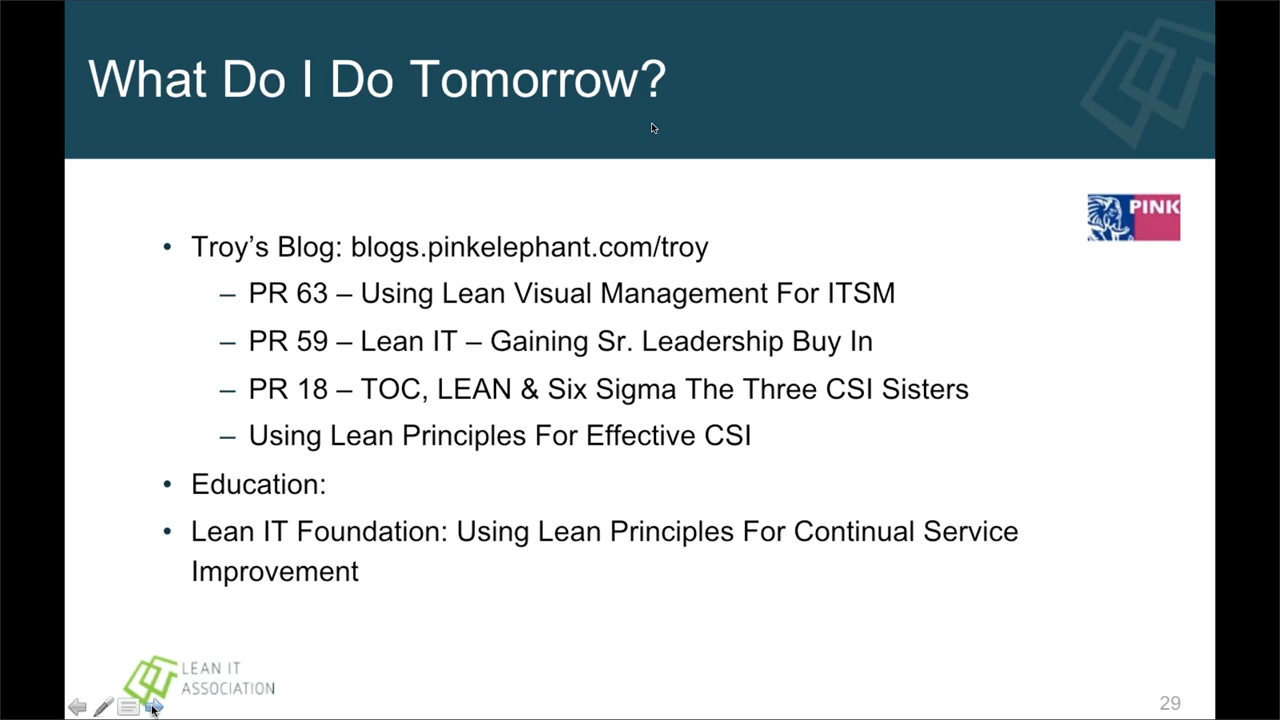 What Do I Do Tomorrow?
PINK
• Troy’s Blog: blogs.pinkelephant.com/troy
– PR 63 – Using Lean Visual Management For ITSM
– PR 59 – Lean IT – Gaining Sr. Leadership Buy In
– PR 18 – TOC, LEAN & Six Sigma The Three CSI Sisters
– Using Lean Principles For Effective CSI
• Education:
• Lean IT Foundation: Using Lean Principles For Continual Service
Improvement
LEAN IT
ASSOCIATION
29